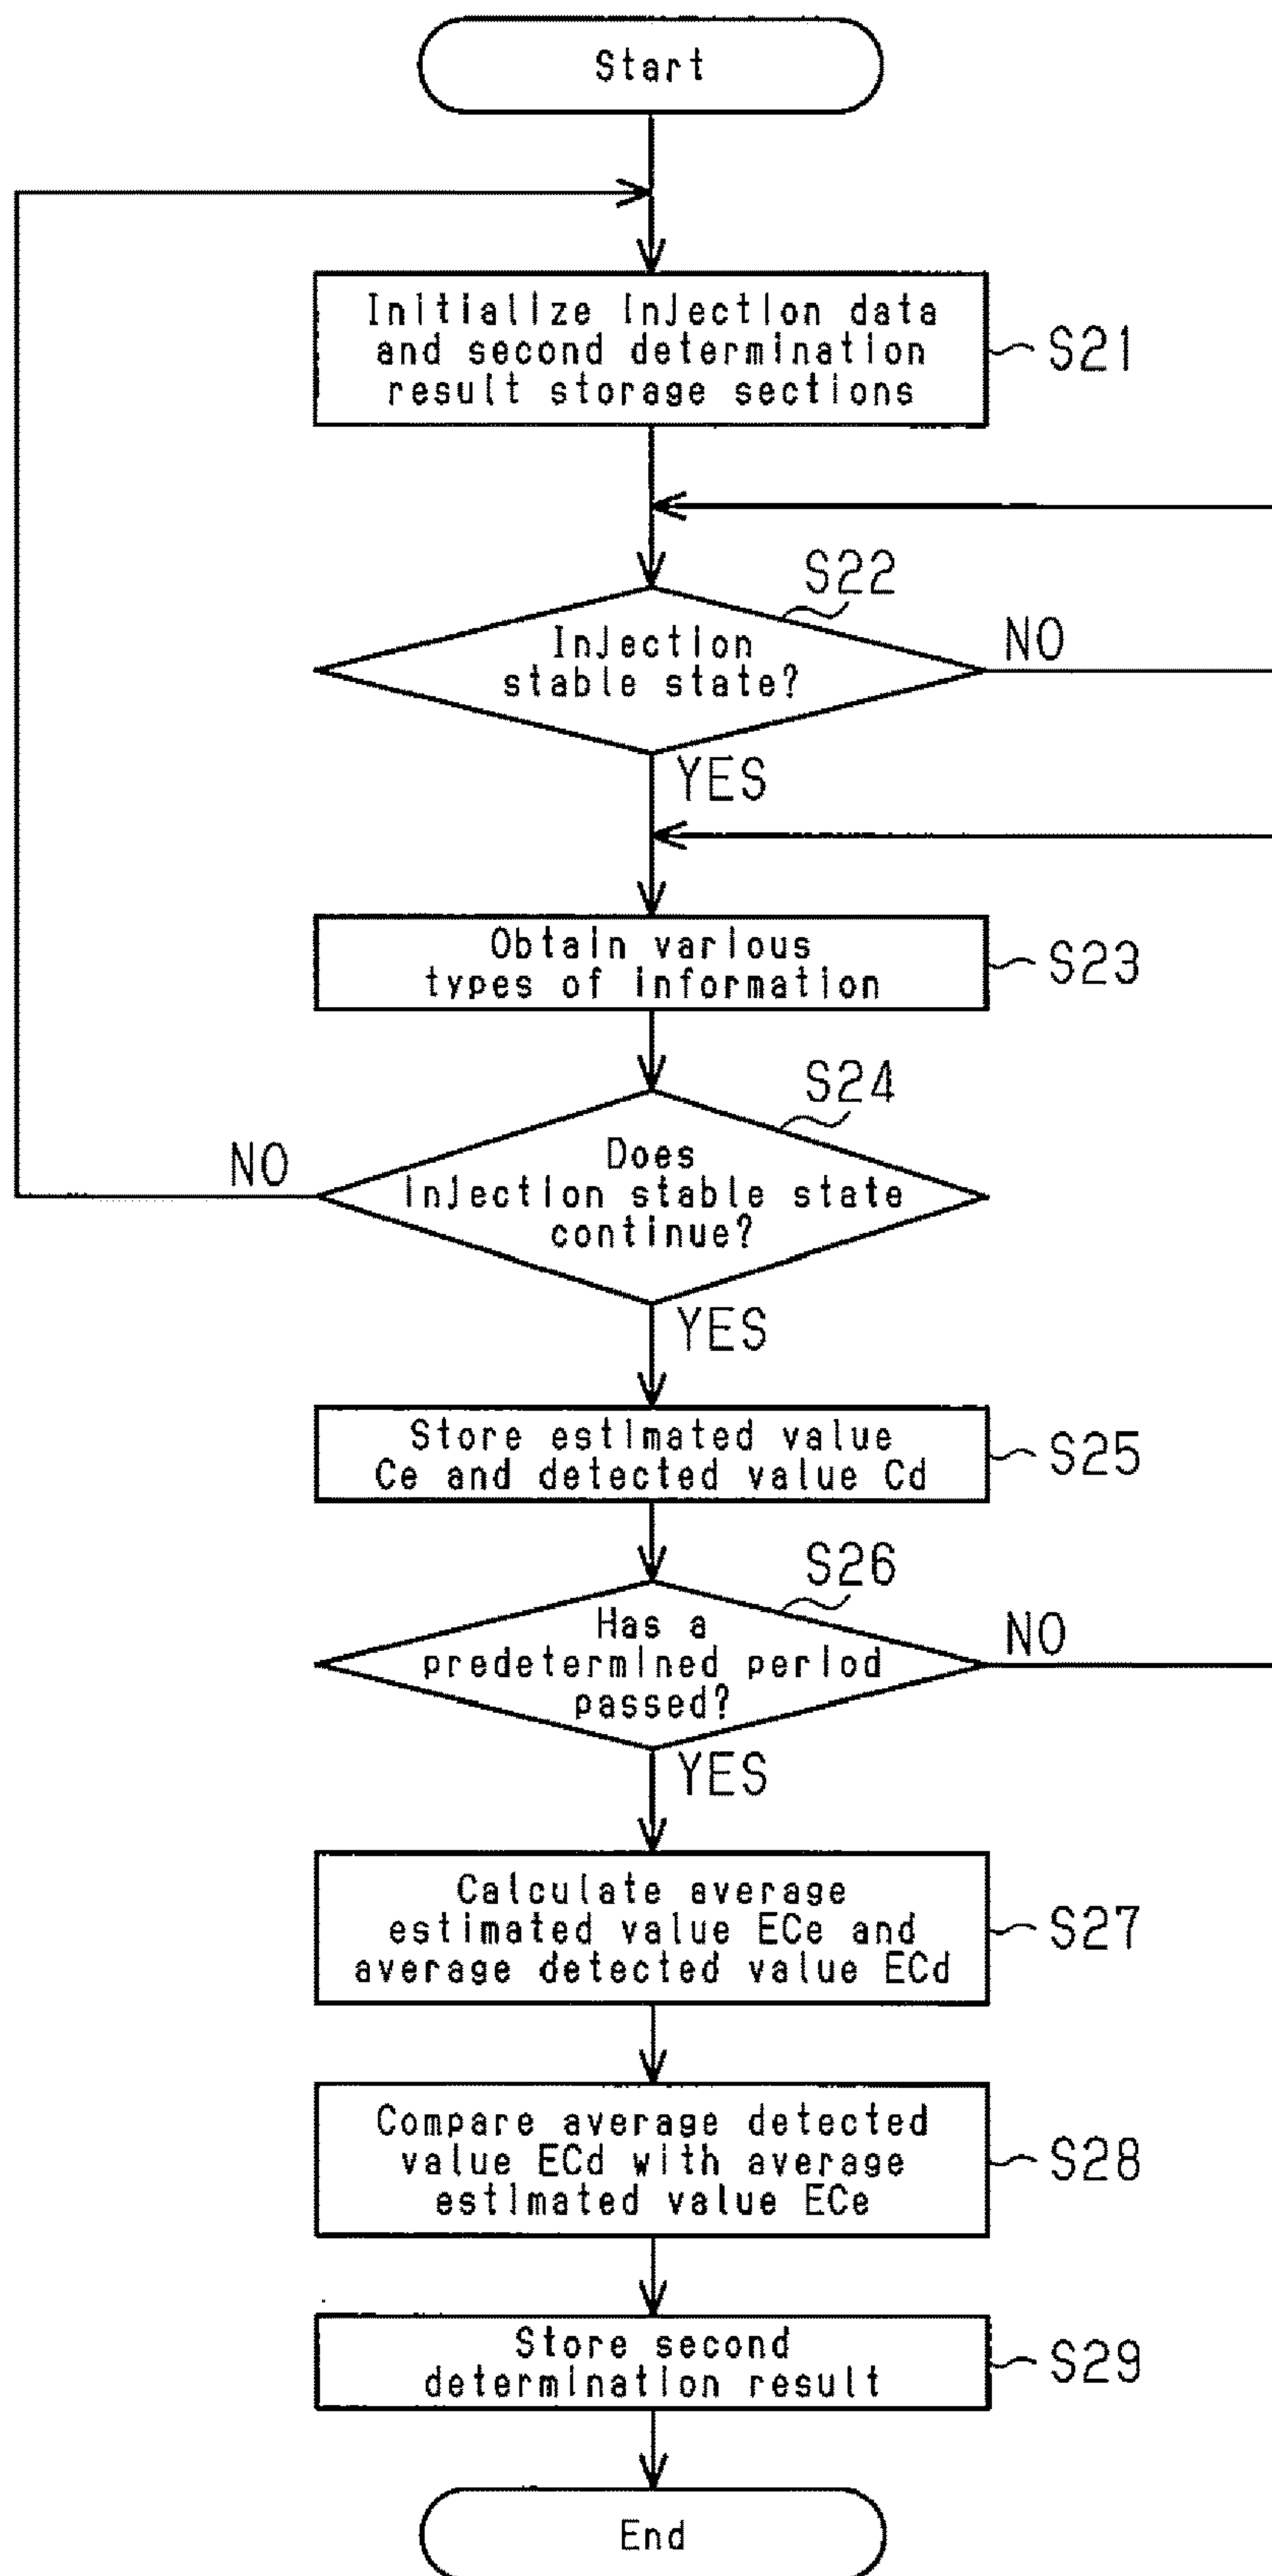 Start
Initialize injection data
and second determination
result storage sections
S21
S22
Injection
stable state?
NO
YES
Obtain various
types of information
S23
S24
Does
injection stable state
continue?
NO
YES
Store estimated value
Ce and detected value Cd
S25
S26
Has a
predetermined period
passed?
NO
YES
Calculate average
estimated value ECe and
average detected value ECd
S27
Compare average detected
value ECd with average
estimated value ECe
S28
Store second
determination result
S29
End